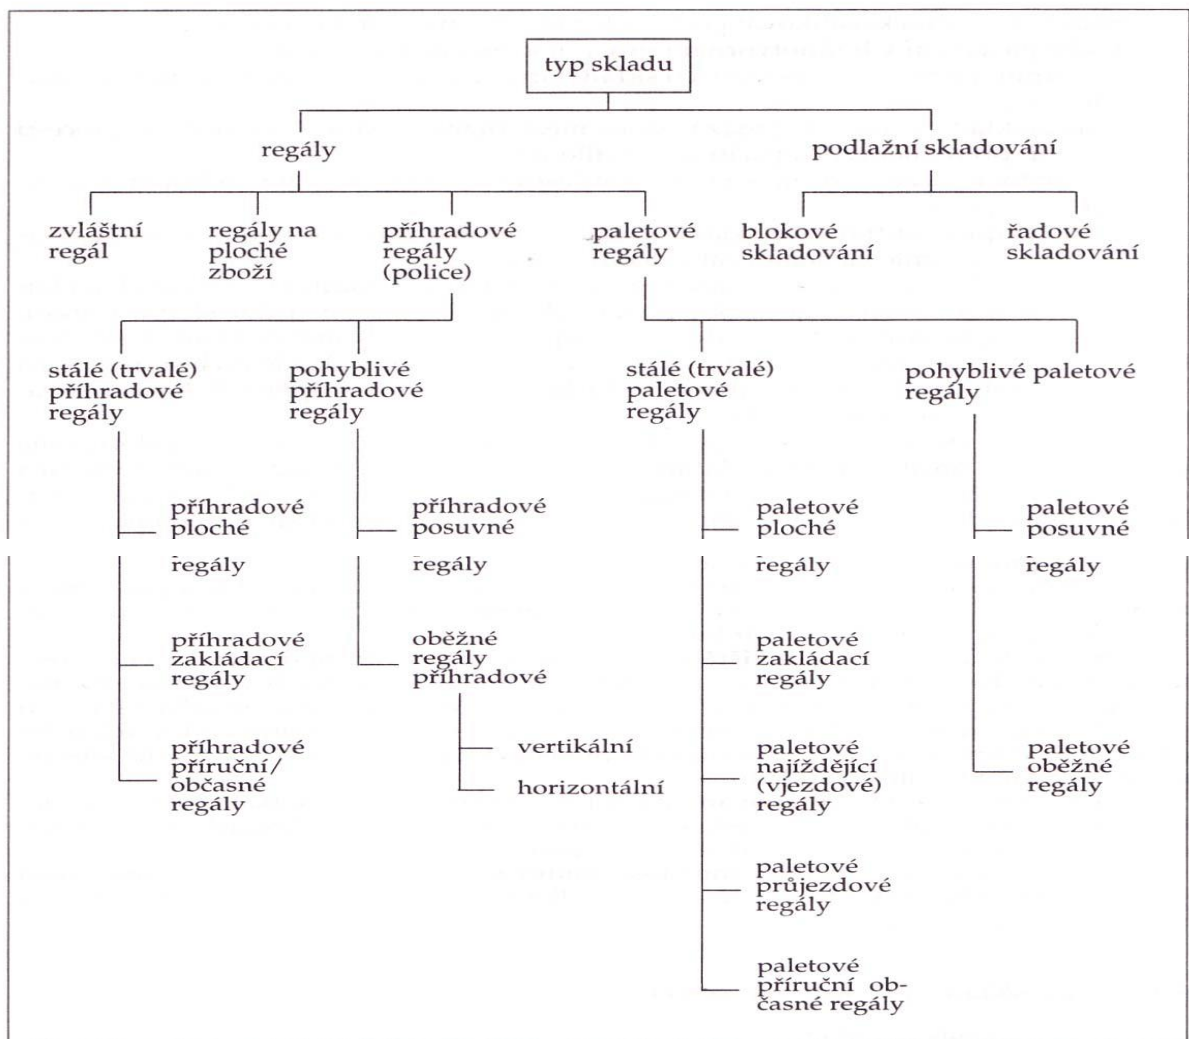 typ skladu
regály
podlažní skladování
zvláštní
regál
regály na
ploché
zboží
příhradové
regály
(police)
paletové
regály
blokové
skladování
řadové
skladování
stálé (trvalé)
příhradové
regály
pohyblivé
příhradové
regály
stálé (trvalé)
paletové
regály
pohyblivé paletové
regály
příhradové
ploché
regály
příhradové
zakládací
regály
příhradové
příruční/
občasné
regály
příhradové
posuvné
regály
oběžné
regály
příhradové
vertikální
horizontální
paletové
ploché
regály
paletové
zakládací
regály
paletové
najíždějící
(vjezdové)
regály
paletové
průjezdové
regály
paletové
příruční ob-
časné regály
paletové
posuvné
regály
paletové
oběžné
regály